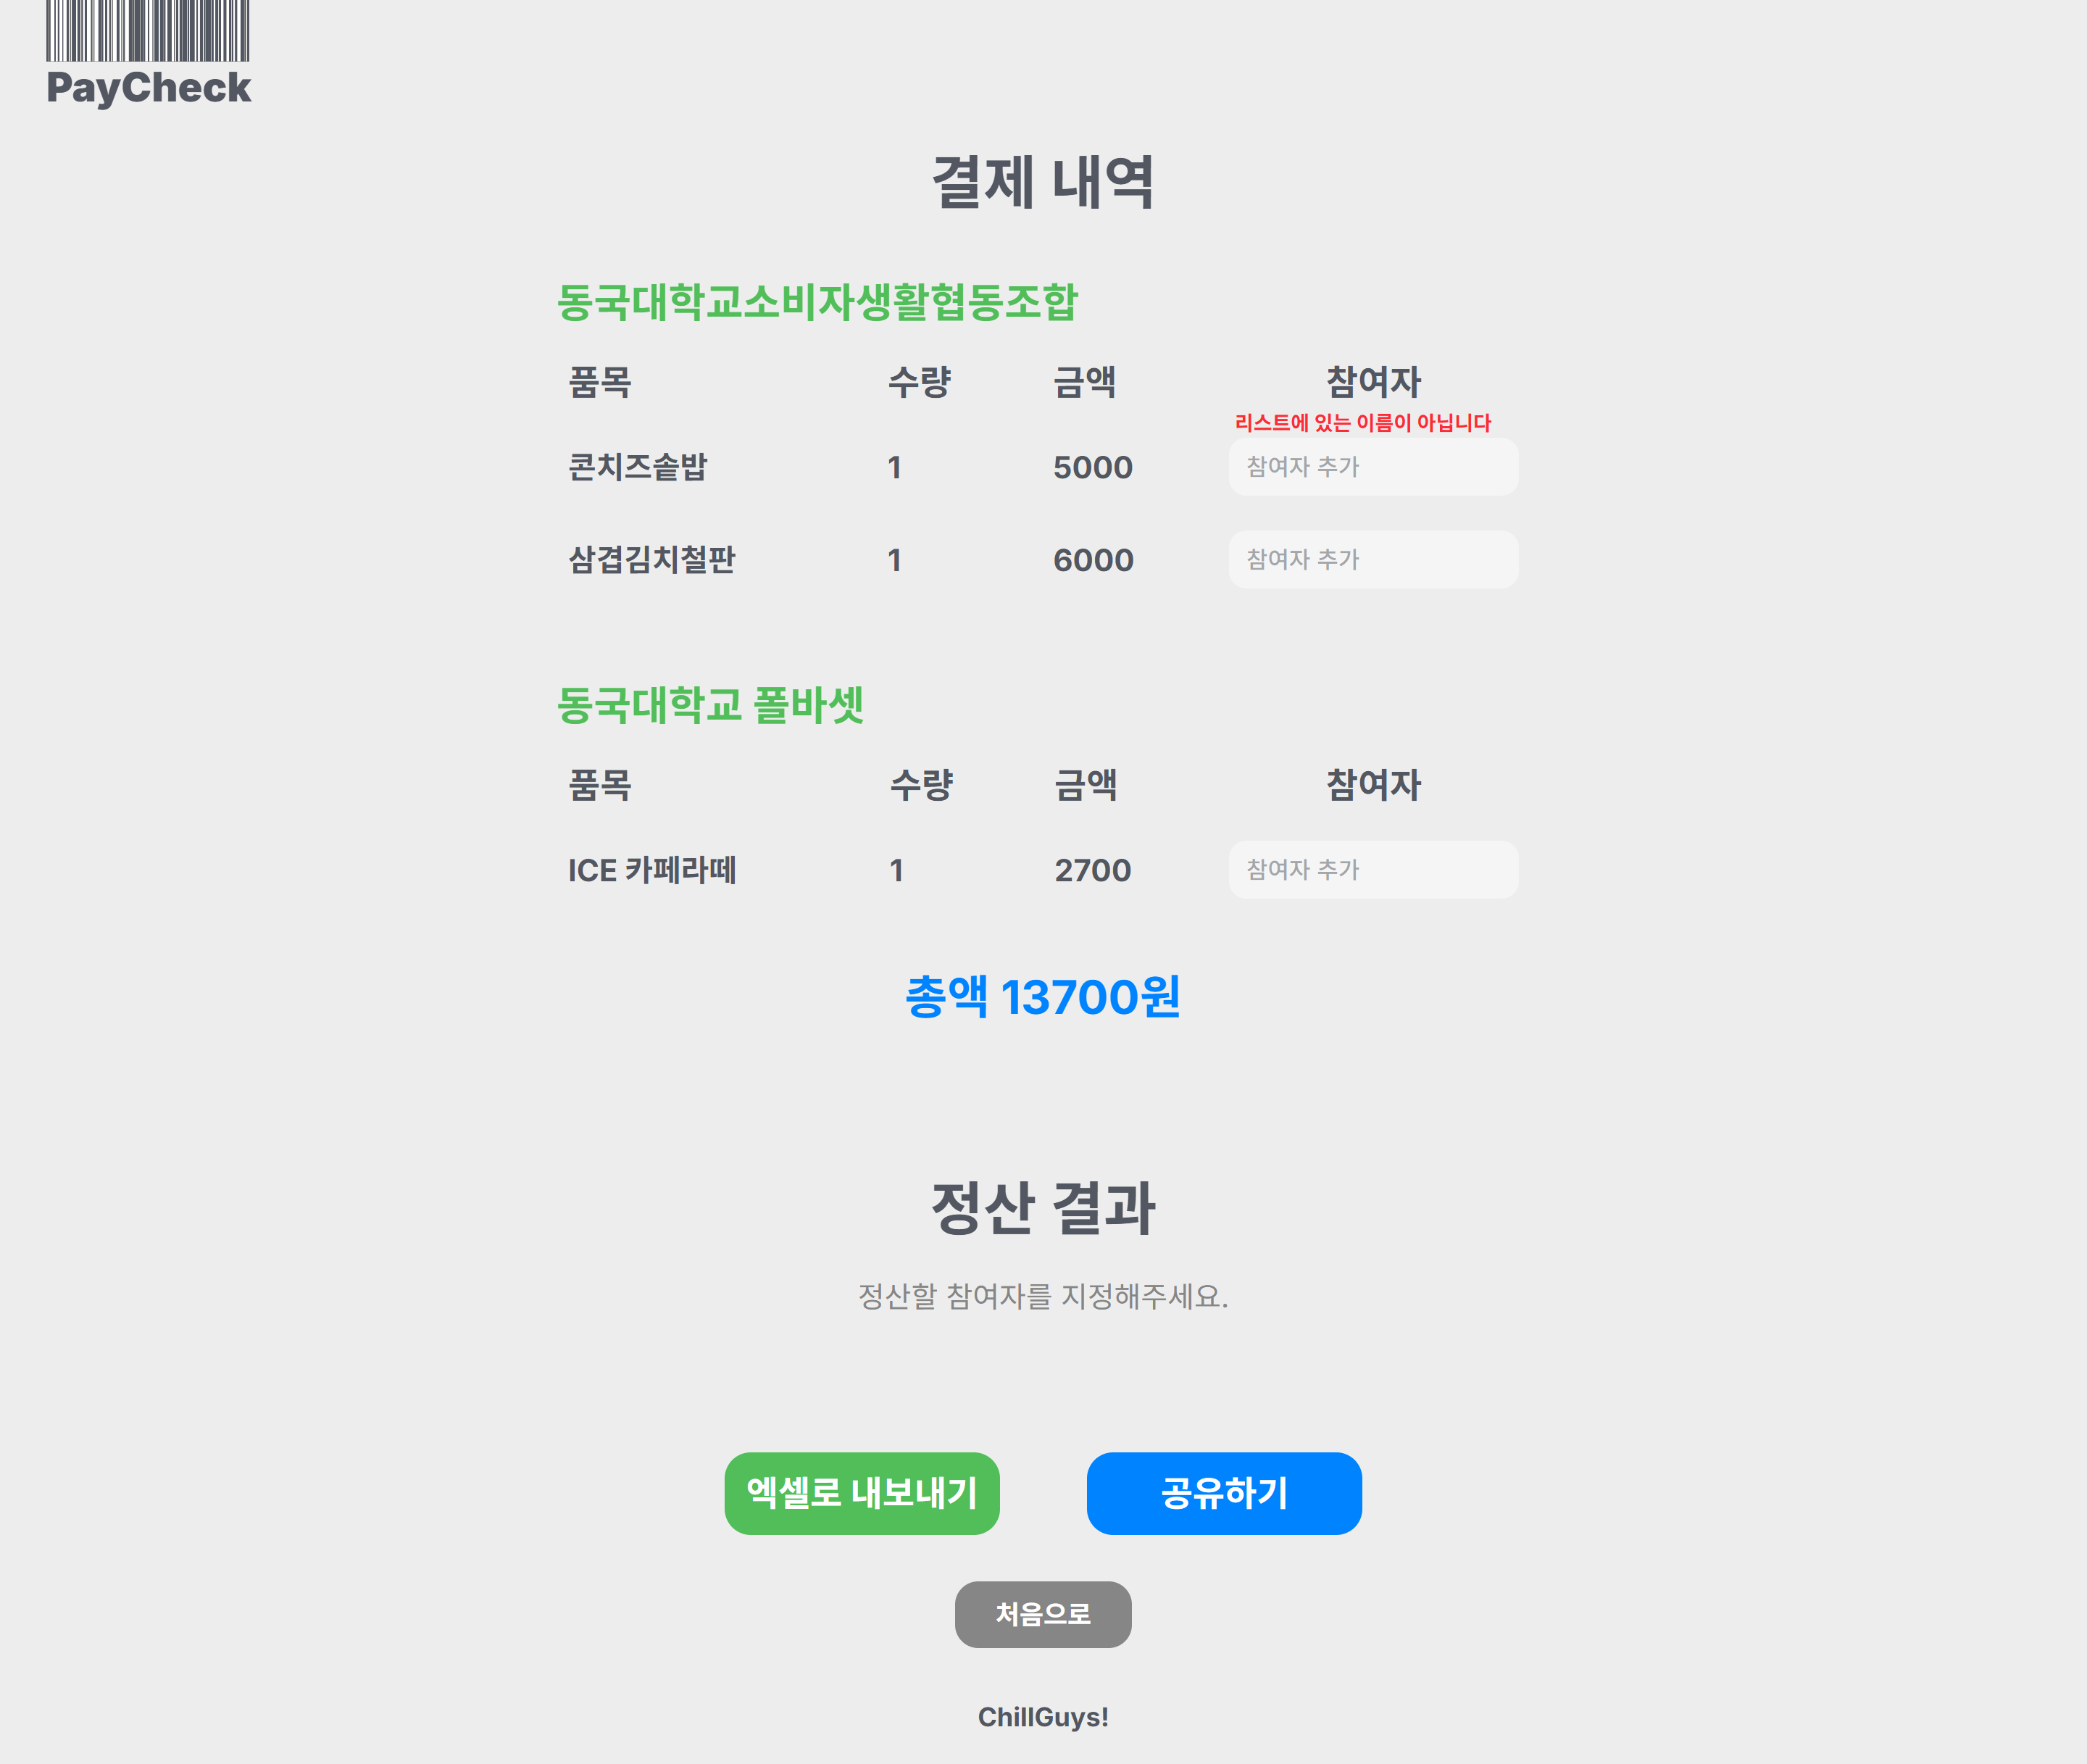 PayCheck
결제 내역
동국대학교소비자생활협동조합
품목 수량 금액 참여자
리스트에 있는 이름이 아닙니다
콘치즈솥밥 1 5000 참여자 추가
삼겹김치철판 1 6000 참여자 추가
동국대학교 폴바셋
품목 수량 금액 참여자
ICE 카페라떼 1 2700 참여자 추가
총액 13700원
정산 결과
정산할 참여자를 지정해주세요.
엑셀로 내보내기 공유하기
처음으로
ChillGuys!